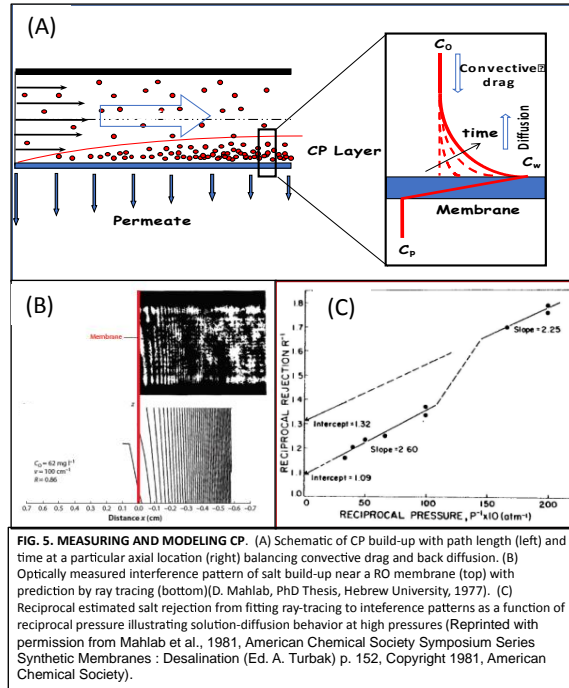 (A)
C_O
Convective
drag
Diffusion
time
CP Layer
C_w
Membrane
Permeate
C_P
(B)
Membrane
z
C_O = 62 mg l⁻¹
v = 100 cm⁻¹
R = 0.86
0.7 0.6 0.5 0.4 0.3 0.2 0.1 0.0 -0.1 -0.2 -0.3 -0.4 -0.5 -0.6 -0.7
Distance x (cm)
(C)
RECIPROCAL REJECTION R⁻¹
1.8
1.7
1.6
1.5
1.4
1.3
1.2
1.1
Slope=2.25
Intercept=1.32
Slope=2.60
Intercept=1.09
0 50 100 150 200
RECIPROCAL PRESSURE, P⁻¹x10 (atm⁻¹)
FIG. 5. MEASURING AND MODELING CP. (A) Schematic of CP build-up with path length (left) and
time at a particular axial location (right) balancing convective drag and back diffusion. (B)
Optically measured interference pattern of salt build-up near a RO membrane (top) with
prediction by ray tracing (bottom)(D. Mahlab, PhD Thesis, Hebrew University, 1977). (C)
Reciprocal estimated salt rejection from fitting ray-tracing to inteference patterns as a function of
reciprocal pressure illustrating solution-diffusion behavior at high pressures (Reprinted with
permission from Mahlab et al., 1981, American Chemical Society Symposium Series
Synthetic Membranes : Desalination (Ed. A. Turbak) p. 152, Copyright 1981, American
Chemical Society).